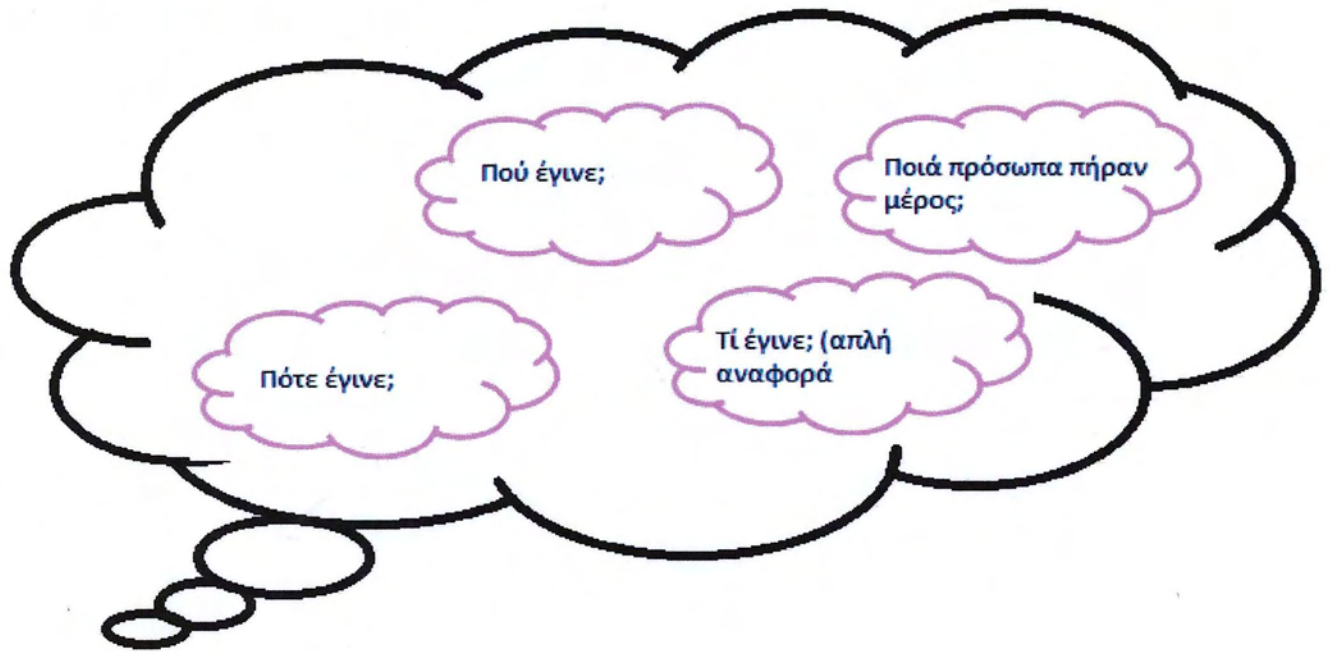 Πού έγινε;
Ποιά πρόσωπα πήραν
μέρος;
Πότε έγινε;
Τί έγινε; (απλή
αναφορά